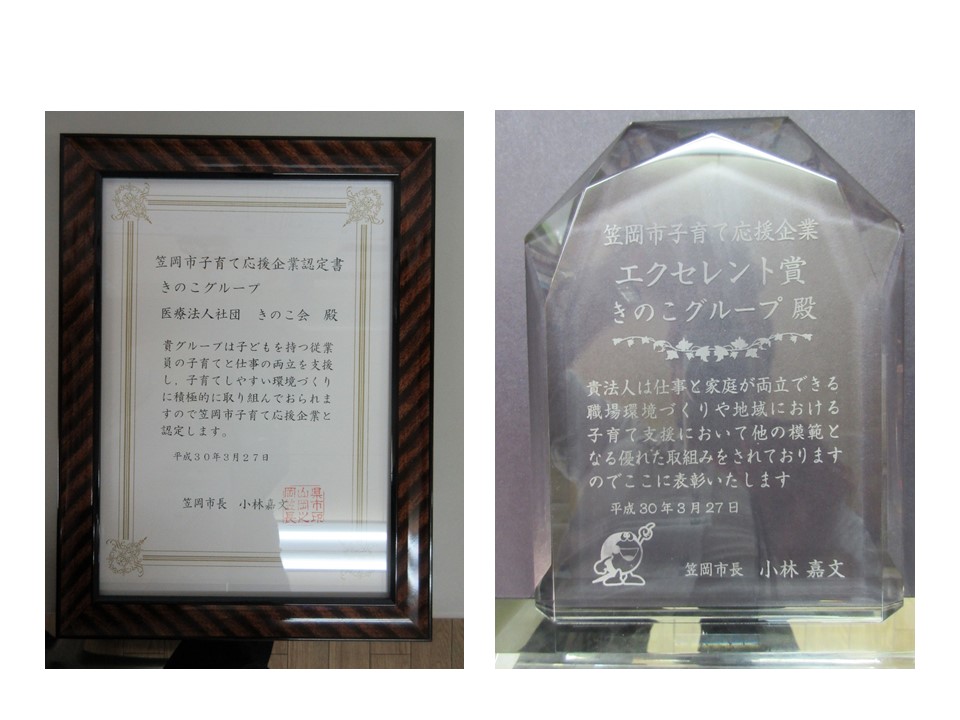 笠岡市子育て応援企業認定書
きのこグループ
医療法人社団 きのこ会 殿
貴グループは子どもを持つ従業
員の子育てと仕事の両立を支援
し、子育てしやすい環境づくり
に積極的に取り組んでおられま
すので笠岡市子育て応援企業と
認定します。
平成30年3月27日
笠岡市長 小林嘉文
笠岡市子育て応援企業
エクセレント賞
きのこグループ 殿
貴法人は仕事と家庭が両立できる
職場環境づくりや地域における
子育て支援において他の模範と
なる優れた取組みをされております
のでここに表彰いたします
平成30年3月27日
笠岡市長 小林 嘉文